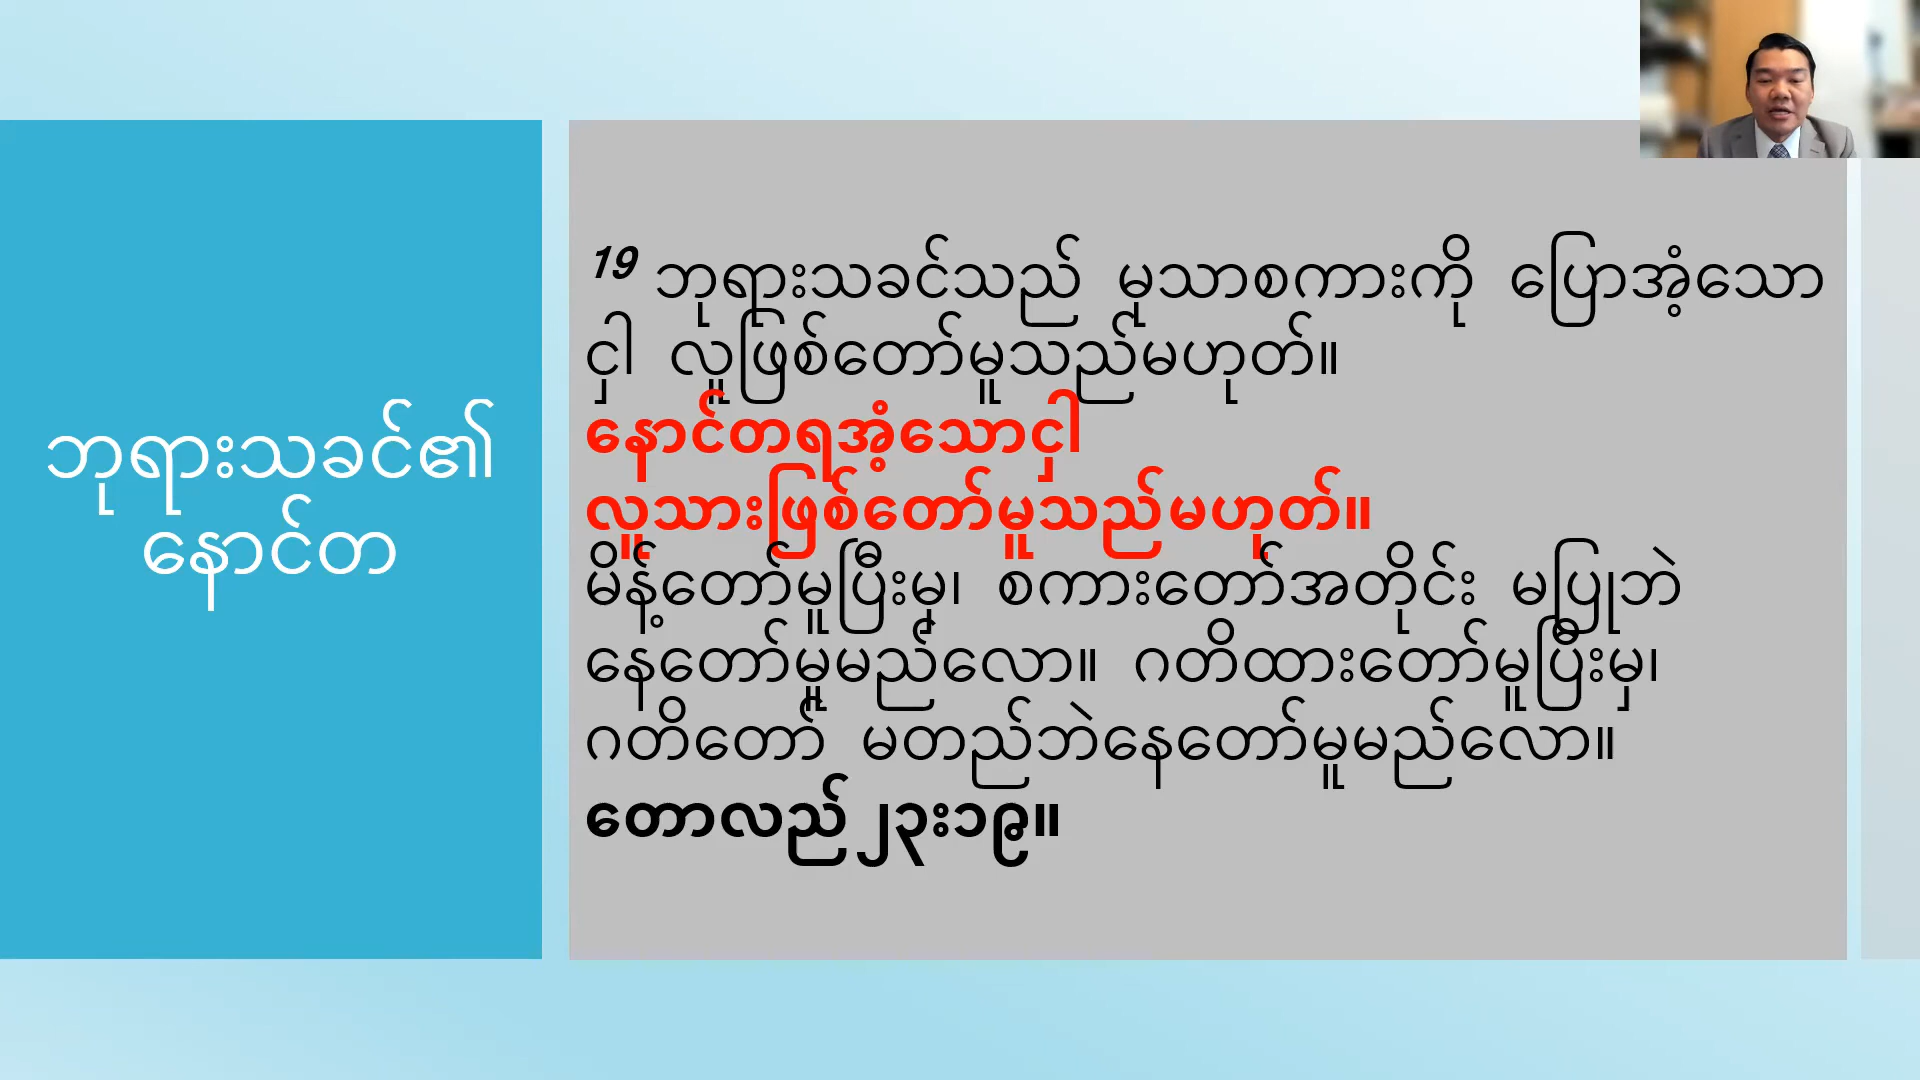 ဘုရားသခင်၏
နောင်တ
19 ဘုရားသခင်သည် မုသာစကားကို ပြောအံ့သော
ငှါ လူဖြစ်တော်မူသည်မဟုတ်။
နောင်တရအံ့သောငှါ
လူသားဖြစ်တော်မူသည်မဟုတ်။
မိန့်တော်မူပြီးမှ၊ စကားတော်အတိုင်း မပြုဘဲ
နေတော်မူမည်လော။ ဂတိထားတော်မူပြီးမှ၊
ဂတိတော် မတည်ဘဲနေတော်မူမည်လော။
တောလည်၂၃း၁၉။